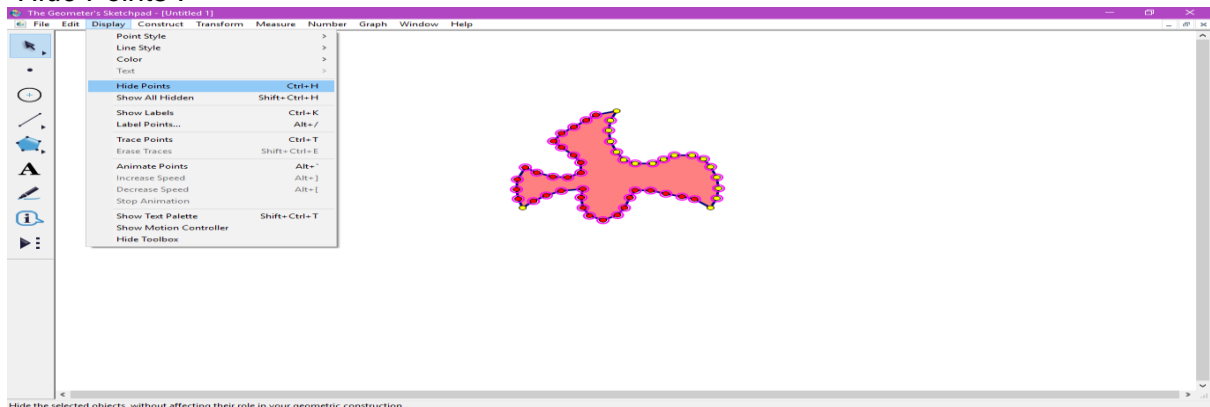 The Geometer's Sketchpad - [Untitled 1]
File Edit Display Construct Transform Measure Number Graph Window Help
Point Style
Line Style
Color
Text
Hide Points Ctrl+H
Show All Hidden Shift+Ctrl+H
Show Labels Ctrl+K
Label Points... Alt+/
Trace Points Ctrl+T
Erase Traces Shift+Ctrl+E
Animate Points Alt+`
Increase Speed Alt+]
Decrease Speed Alt+[
Stop Animation
Show Text Palette Shift+Ctrl+T
Show Motion Controller
Hide Toolbox
A
Hide the selected objects, without affecting their role in your geometric construction